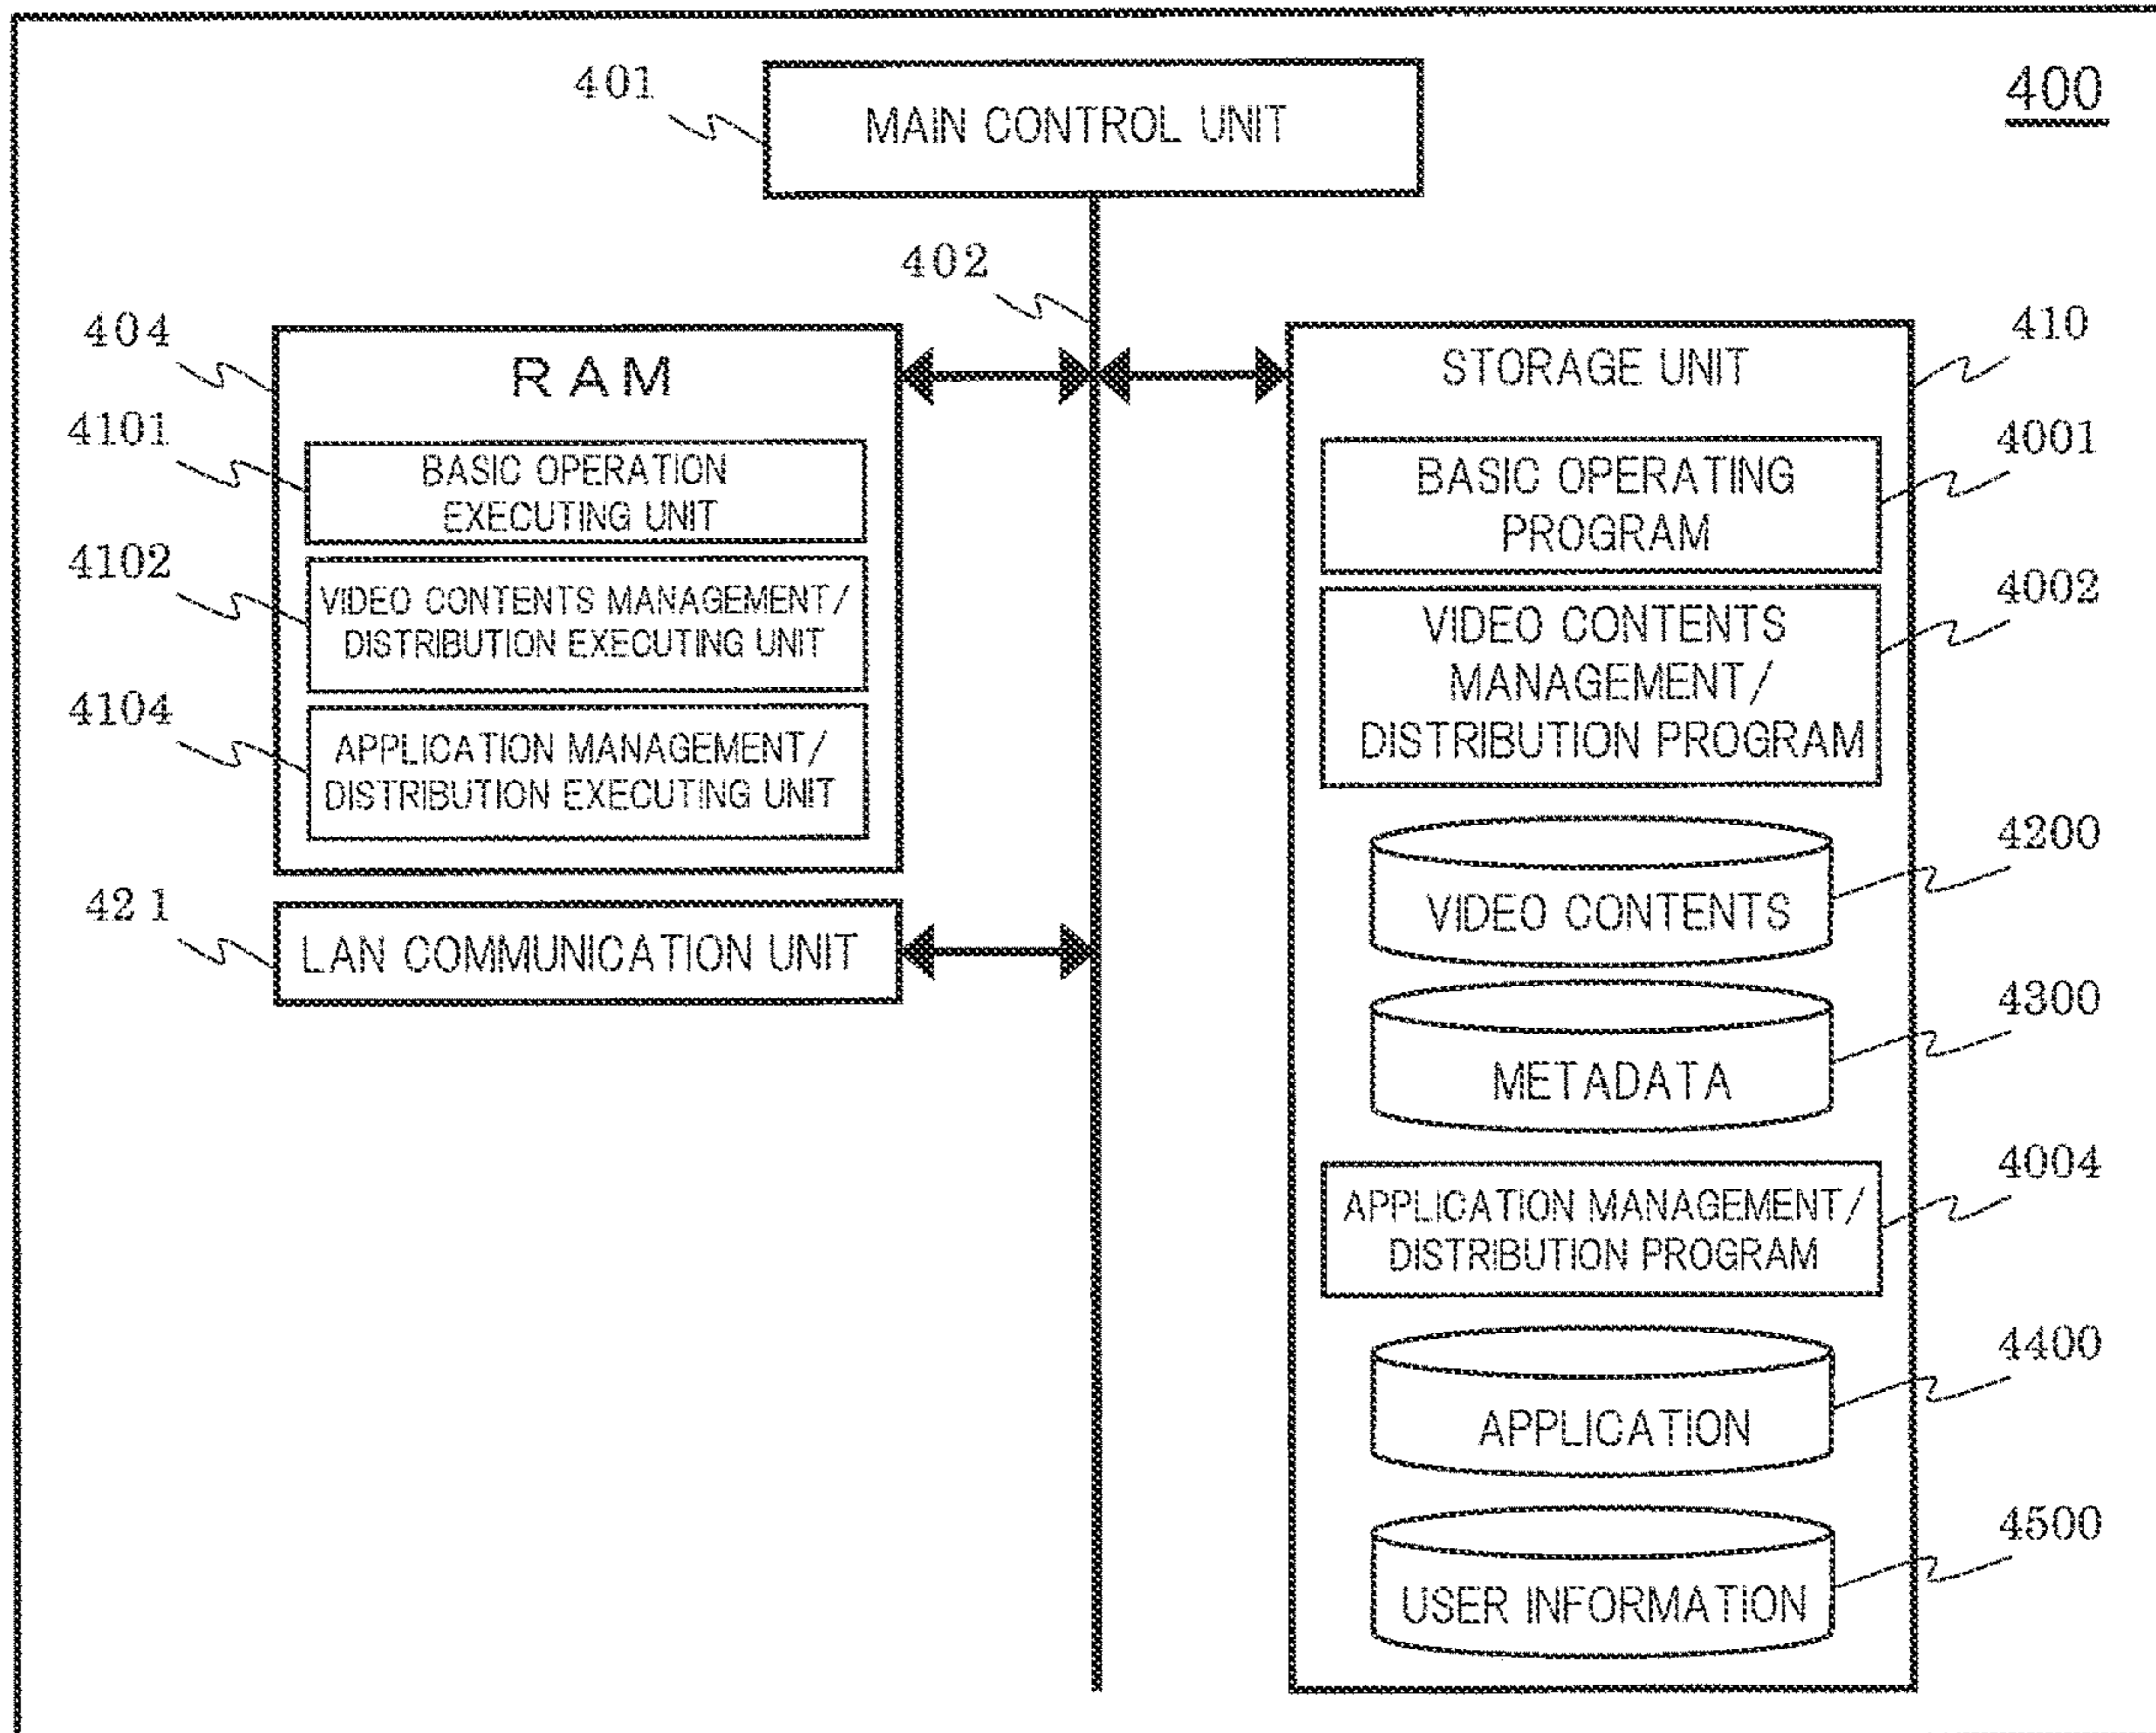 400
401
MAIN CONTROL UNIT
402
404
RAM
4101
BASIC OPERATION
EXECUTING UNIT
4102
VIDEO CONTENTS MANAGEMENT/
DISTRIBUTION EXECUTING UNIT
4104
APPLICATION MANAGEMENT/
DISTRIBUTION EXECUTING UNIT
421
LAN COMMUNICATION UNIT
410
STORAGE UNIT
4001
BASIC OPERATING
PROGRAM
4002
VIDEO CONTENTS
MANAGEMENT/
DISTRIBUTION PROGRAM
4200
VIDEO CONTENTS
4300
METADATA
4004
APPLICATION MANAGEMENT/
DISTRIBUTION PROGRAM
4400
APPLICATION
4500
USER INFORMATION